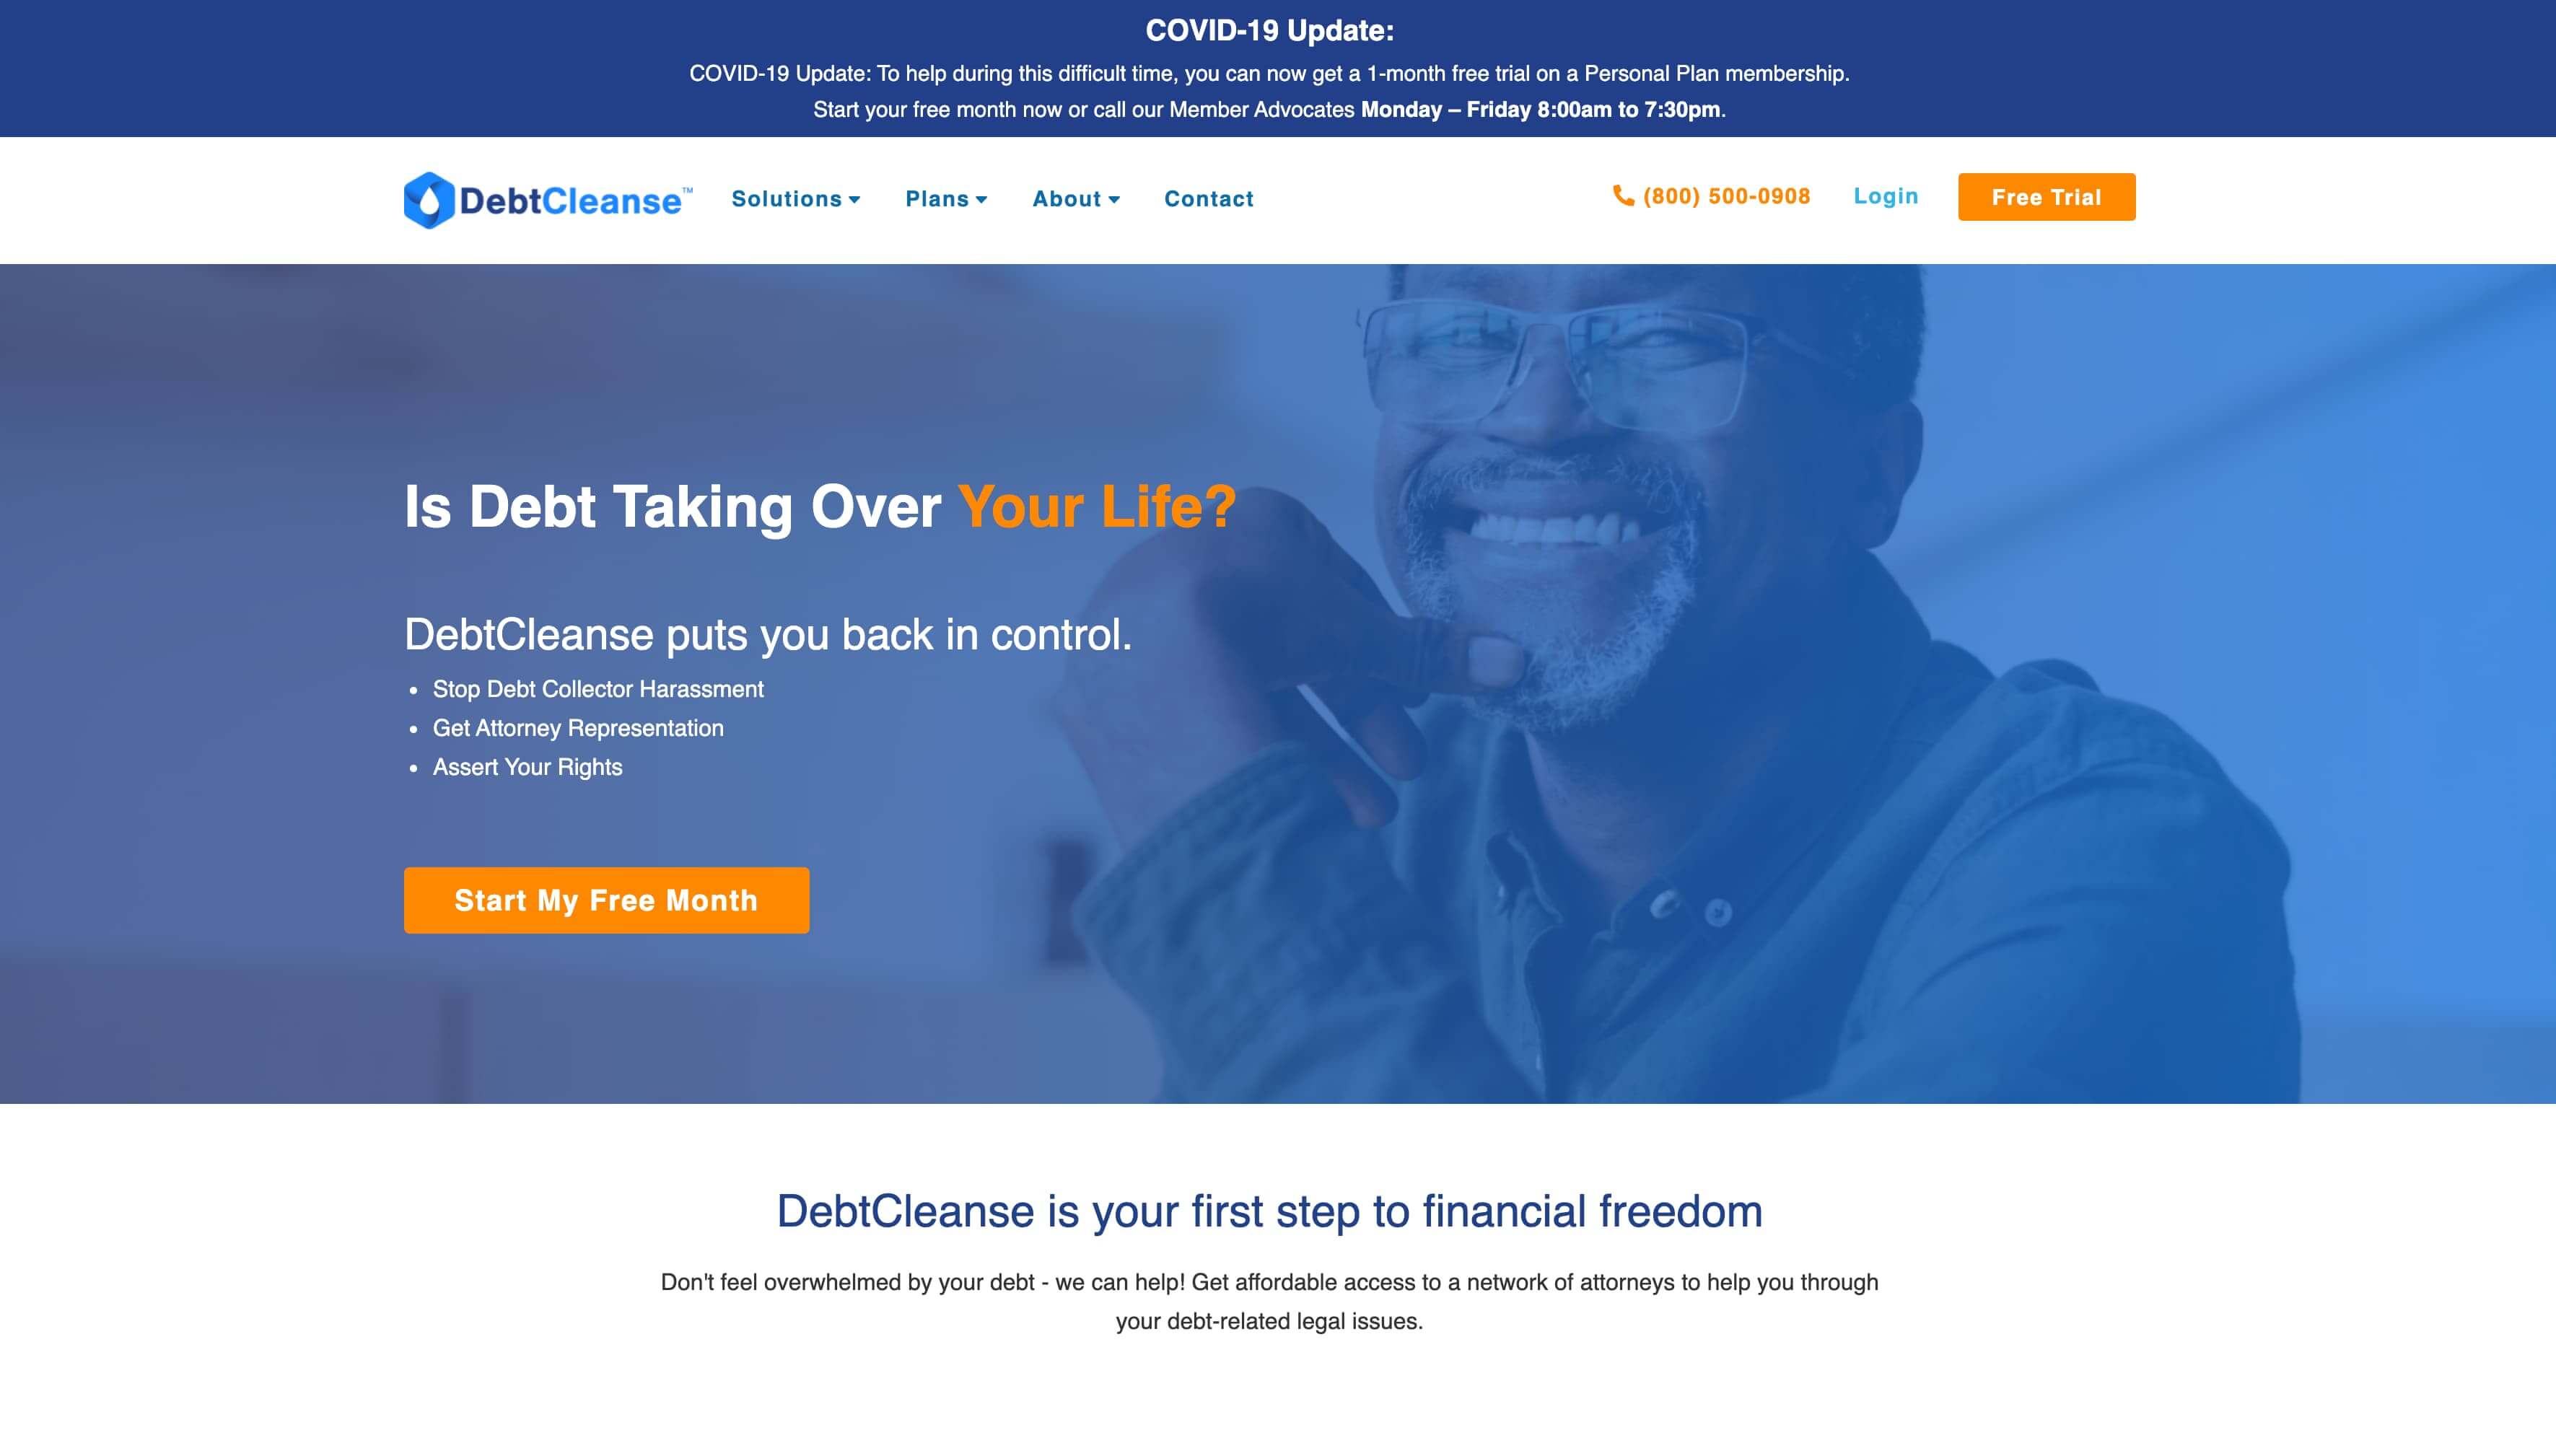 COVID-19 Update:
COVID-19 Update: To help during this difficult time, you can now get a 1-month free trial on a Personal Plan membership.
Start your free month now or call our Member Advocates Monday – Friday 8:00am to 7:30pm.
DebtCleanse™
Solutions
Plans
About
Contact
(800) 500-0908
Login
Free Trial
Is Debt Taking Over Your Life?
DebtCleanse puts you back in control.
• Stop Debt Collector Harassment
• Get Attorney Representation
• Assert Your Rights
Start My Free Month
DebtCleanse is your first step to financial freedom
Don't feel overwhelmed by your debt - we can help! Get affordable access to a network of attorneys to help you through
your debt-related legal issues.